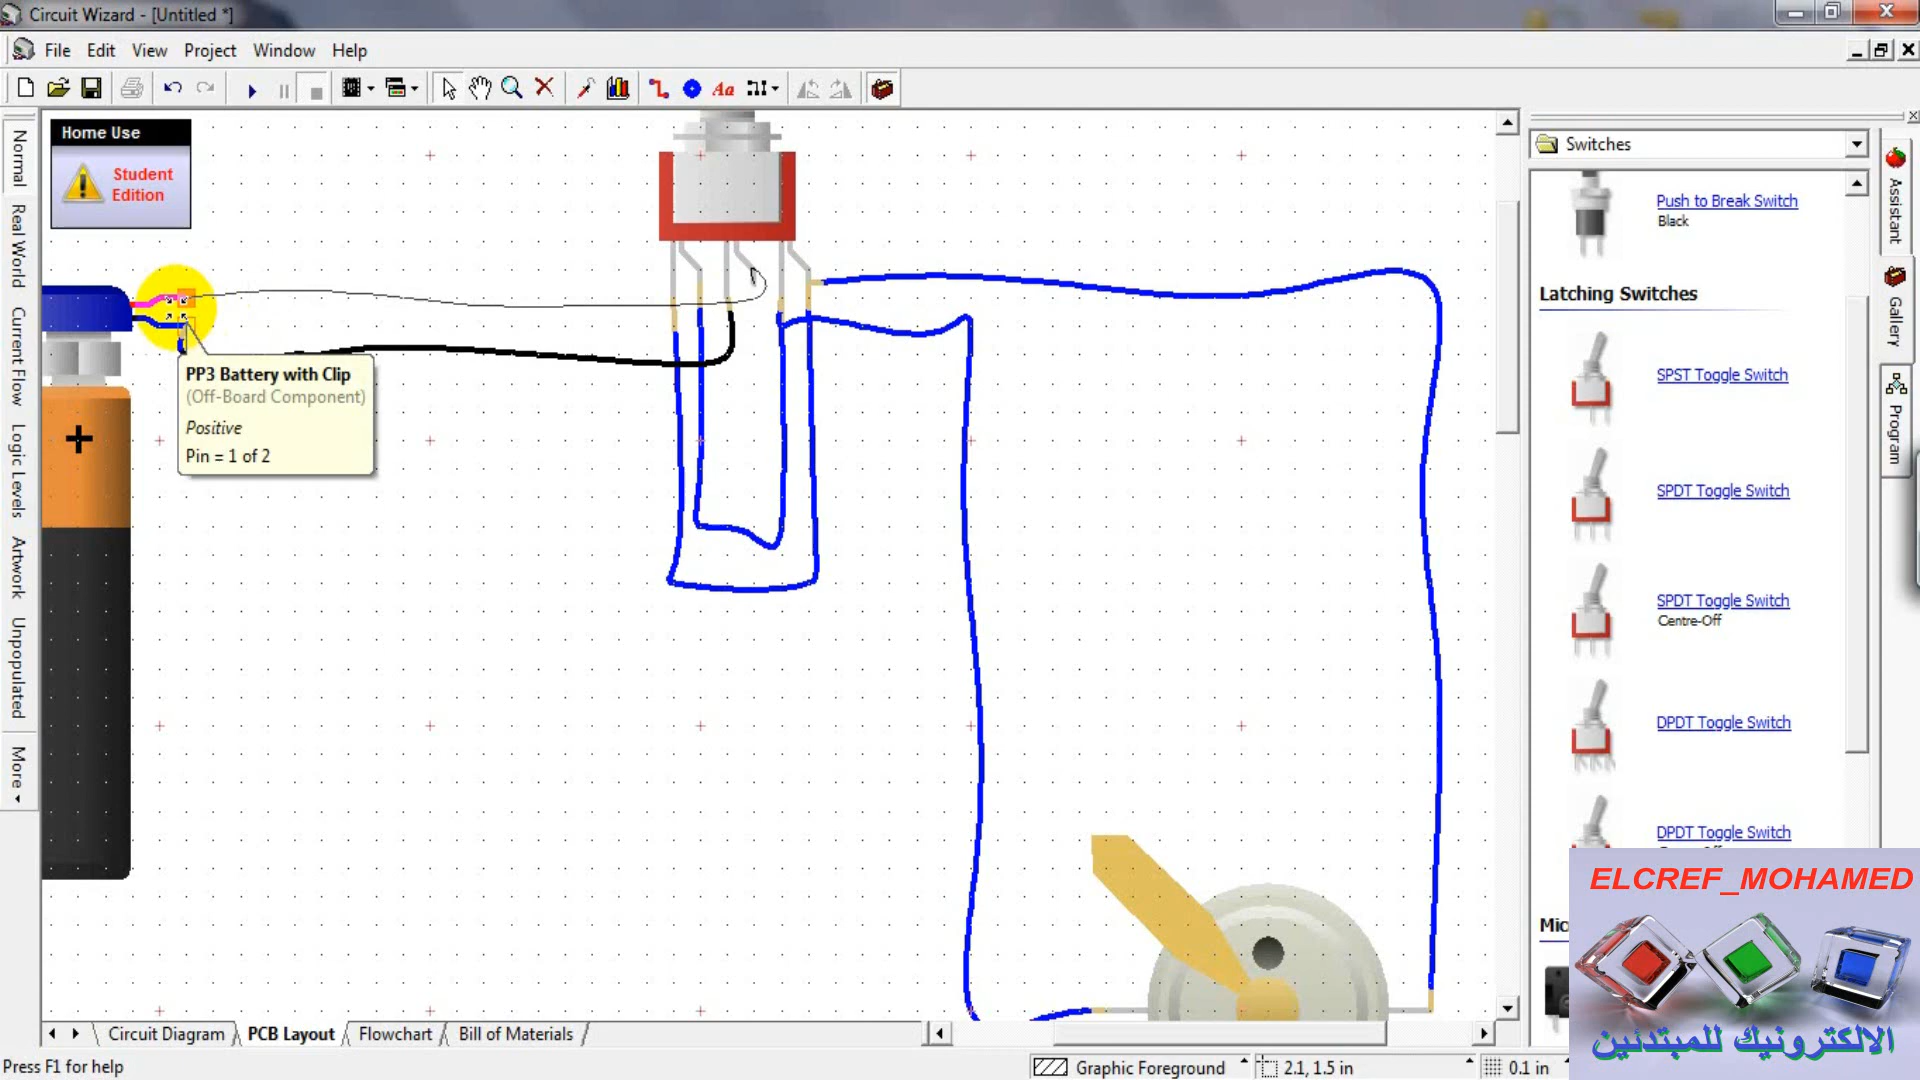 Circuit Wizard - [Untitled *]
File Edit View Project Window Help
Aa
Home Use
Student
Edition
Normal
Real World
Current Flow
Logic Levels
Artwork
Unpopulated
More
PP3 Battery with Clip
(Off-Board Component)
Positive
Pin = 1 of 2
+
Switches
Push to Break Switch
Black
Latching Switches
SPST Toggle Switch
SPDT Toggle Switch
SPDT Toggle Switch
Centre-Off
DPDT Toggle Switch
DPDT Toggle Switch
Assistant
Gallery
Program
ELCREF_MOHAMED
الالكترونيك للمبتدئين
Circuit Diagram PCB Layout Flowchart Bill of Materials
Press F1 for help
Graphic Foreground
2.1, 1.5 in
0.1 in